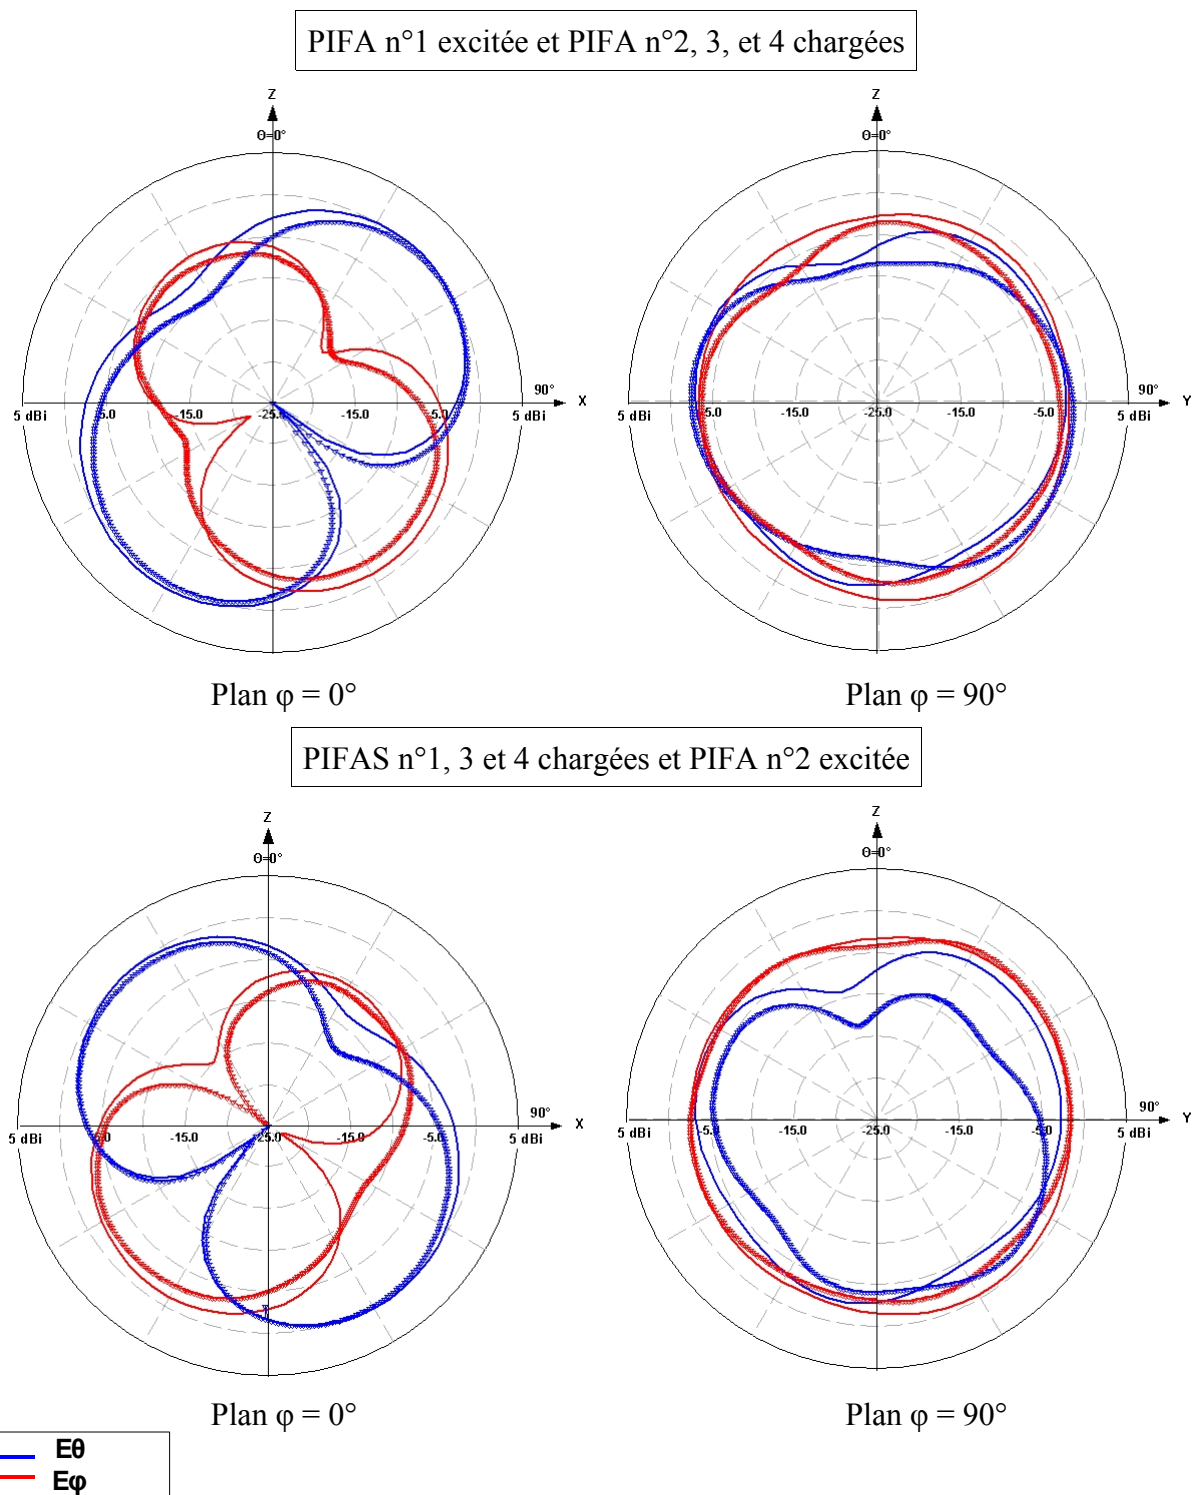 PIFA n°1 excitée et PIFA n°2, 3, et 4 chargées
Z Z
Θ=0° Θ=0°
90° X 90° Y
5 dBi -5.0 -15.0 -25.0 -15.0 -5.0 5 dBi 5 dBi -5.0 -15.0 -25.0 -15.0 -5.0 5 dBi
Plan φ = 0° Plan φ = 90°
PIFAS n°1, 3 et 4 chargées et PIFA n°2 excitée
Z Z
Θ=0° Θ=0°
90° X 90° Y
5 dBi -5.0 -15.0 -25.0 -15.0 -5.0 5 dBi 5 dBi -5.0 -15.0 -25.0 -15.0 -5.0 5 dBi
Plan φ = 0° Plan φ = 90°
Eθ
Eφ